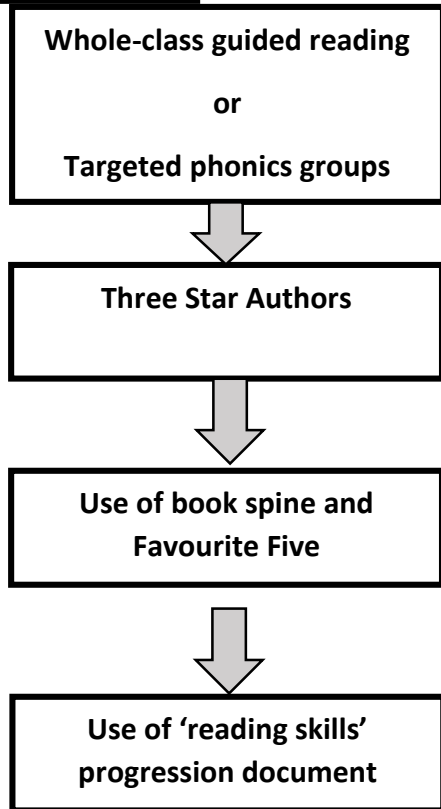 Whole-class guided reading
or
Targeted phonics groups
Three Star Authors
Use of book spine and
Favourite Five
Use of ‘reading skills’
progression document